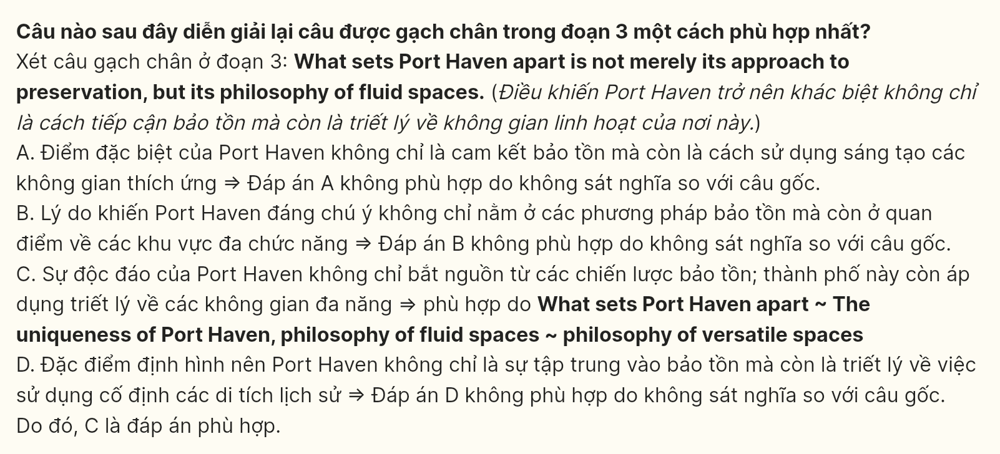 Câu nào sau đây diễn giải lại câu được gạch chân trong đoạn 3 một cách phù hợp nhất?
Xét câu gạch chân ở đoạn 3: What sets Port Haven apart is not merely its approach to
preservation, but its philosophy of fluid spaces. (Điều khiến Port Haven trở nên khác biệt không chỉ
là cách tiếp cận bảo tồn mà còn là triết lý về không gian linh hoạt của nơi này.)
A. Điểm đặc biệt của Port Haven không chỉ là cam kết bảo tồn mà còn là cách sử dụng sáng tạo các
không gian thích ứng ⇒ Đáp án A không phù hợp do không sát nghĩa so với câu gốc.
B. Lý do khiến Port Haven đáng chú ý không chỉ nằm ở các phương pháp bảo tồn mà còn ở quan
điểm về các khu vực đa chức năng ⇒ Đáp án B không phù hợp do không sát nghĩa so với câu gốc.
C. Sự độc đáo của Port Haven không chỉ bắt nguồn từ các chiến lược bảo tồn; thành phố này còn áp
dụng triết lý về các không gian đa năng ⇒ phù hợp do What sets Port Haven apart ~ The
uniqueness of Port Haven, philosophy of fluid spaces ~ philosophy of versatile spaces
D. Đặc điểm định hình nên Port Haven không chỉ là sự tập trung vào bảo tồn mà còn là triết lý về việc
sử dụng cố định các di tích lịch sử ⇒ Đáp án D không phù hợp do không sát nghĩa so với câu gốc.
Do đó, C là đáp án phù hợp.